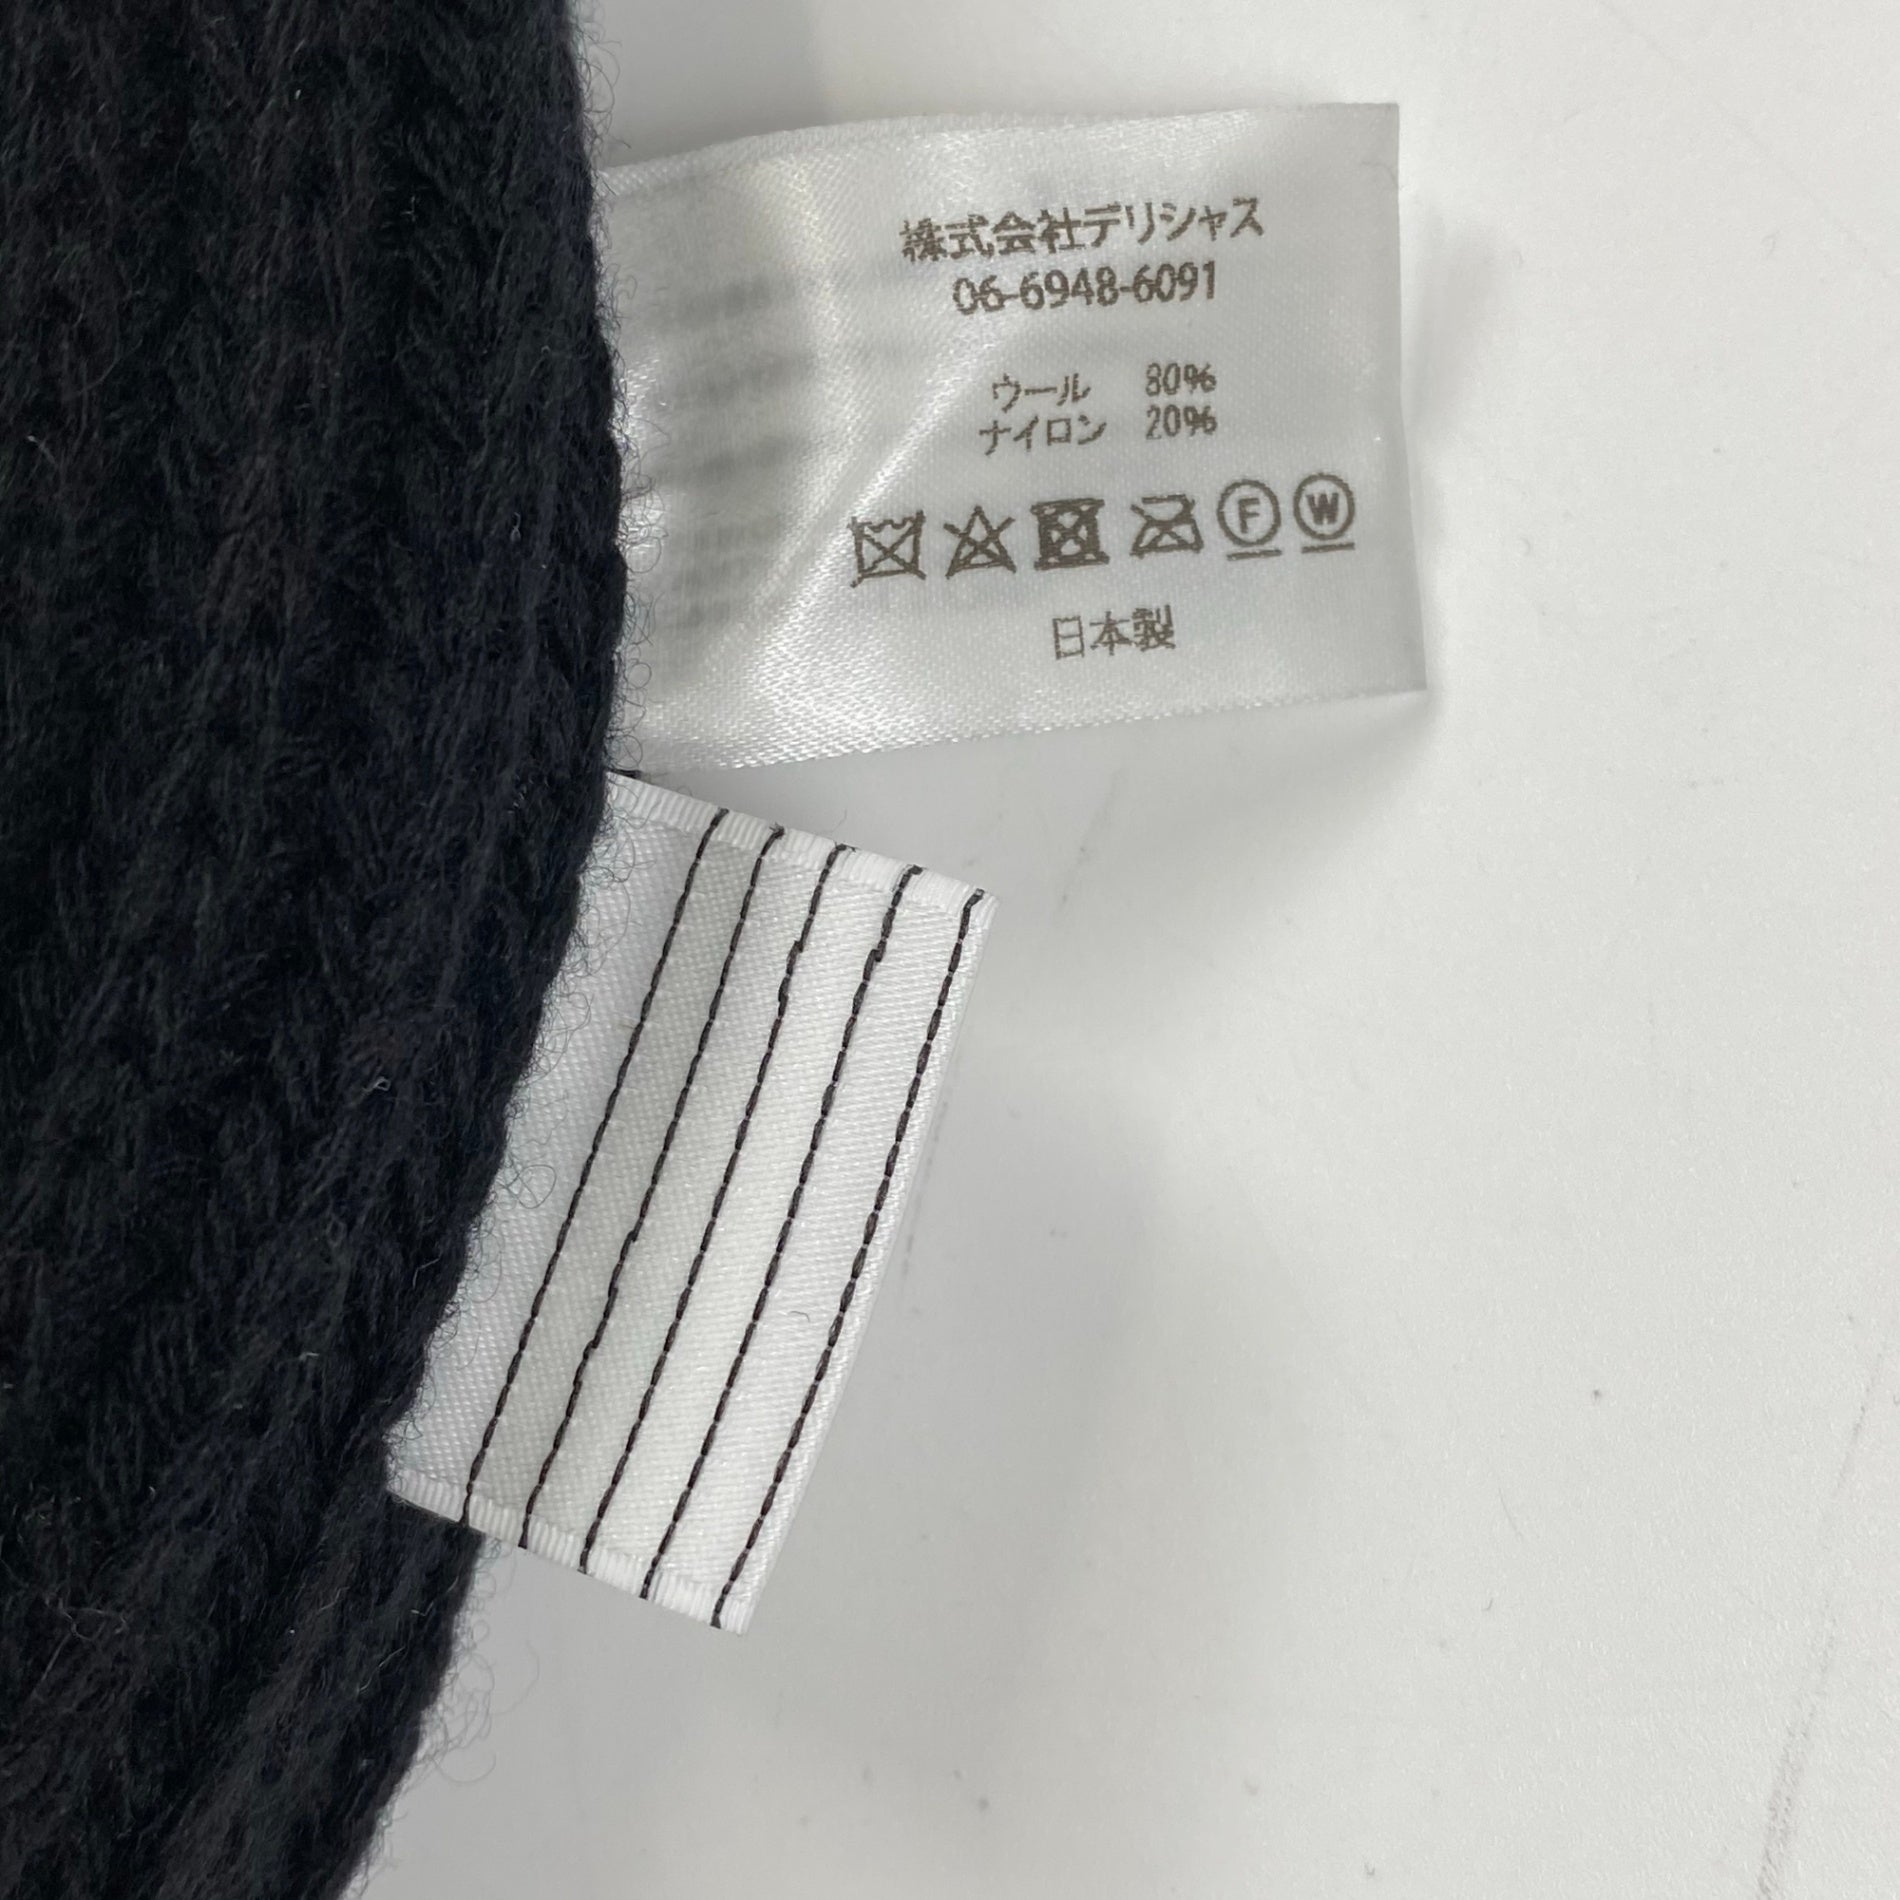 株式会社デリシャス
06-6948-6091
ウール 80%
ナイロン 20%
F W
日本製